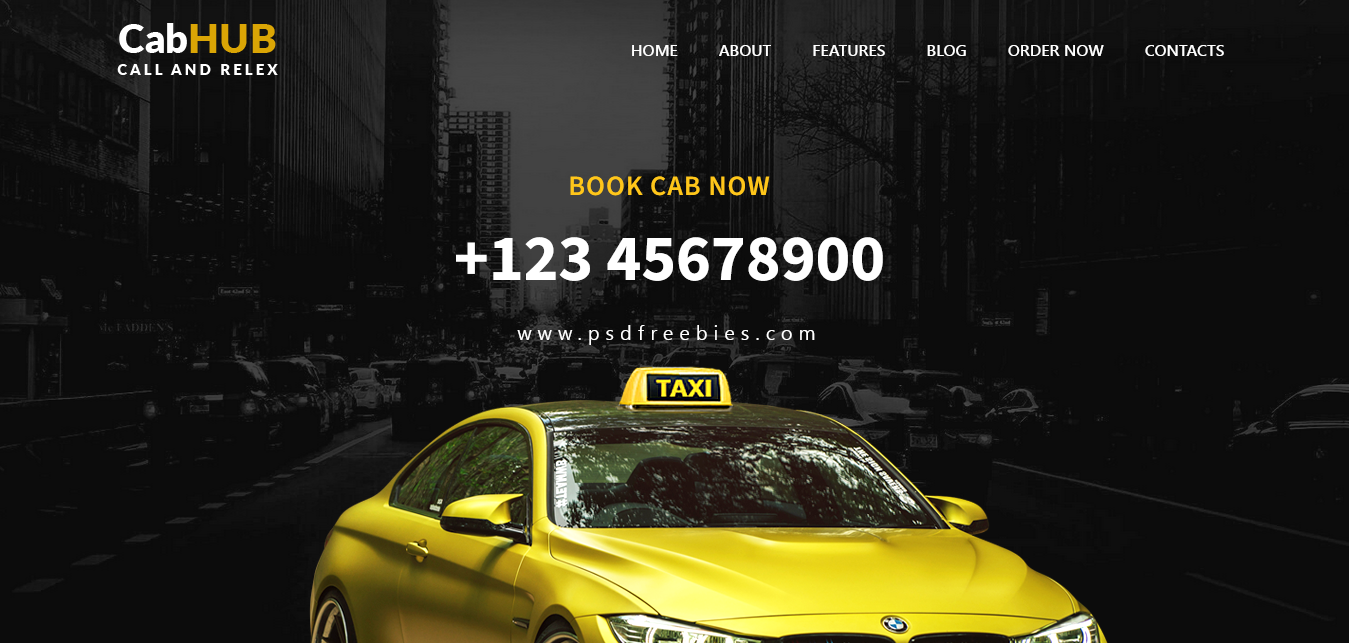 CabHUB
CALL AND RELEX
HOME ABOUT FEATURES BLOG ORDER NOW CONTACTS
BOOK CAB NOW
+123 45678900
www.psdfreebies.com
TAXI